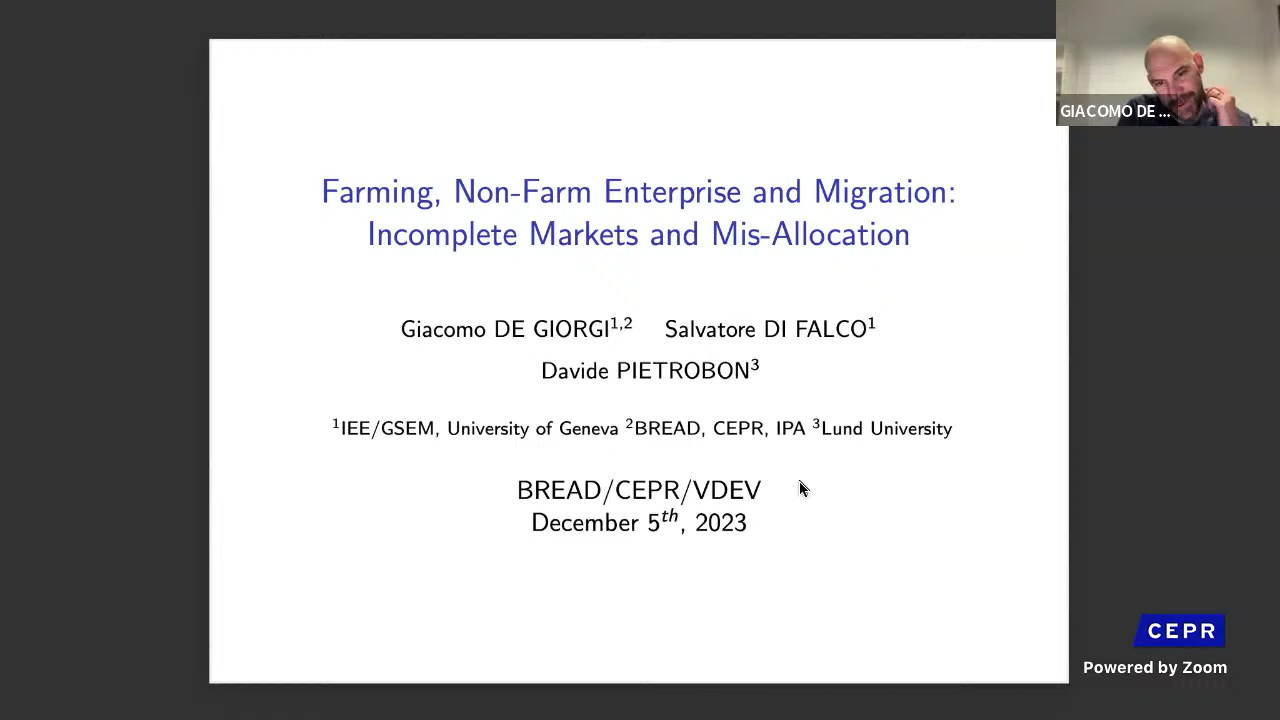 GIACOMO DE ...
Farming, Non-Farm Enterprise and Migration:
Incomplete Markets and Mis-Allocation
Giacomo DE GIORGI¹,² Salvatore DI FALCO¹
Davide PIETROBON³
¹IEE/GSEM, University of Geneva ²BREAD, CEPR, IPA ³Lund University
BREAD/CEPR/VDEV
December 5ᵗʰ, 2023
CEPR
Powered by Zoom